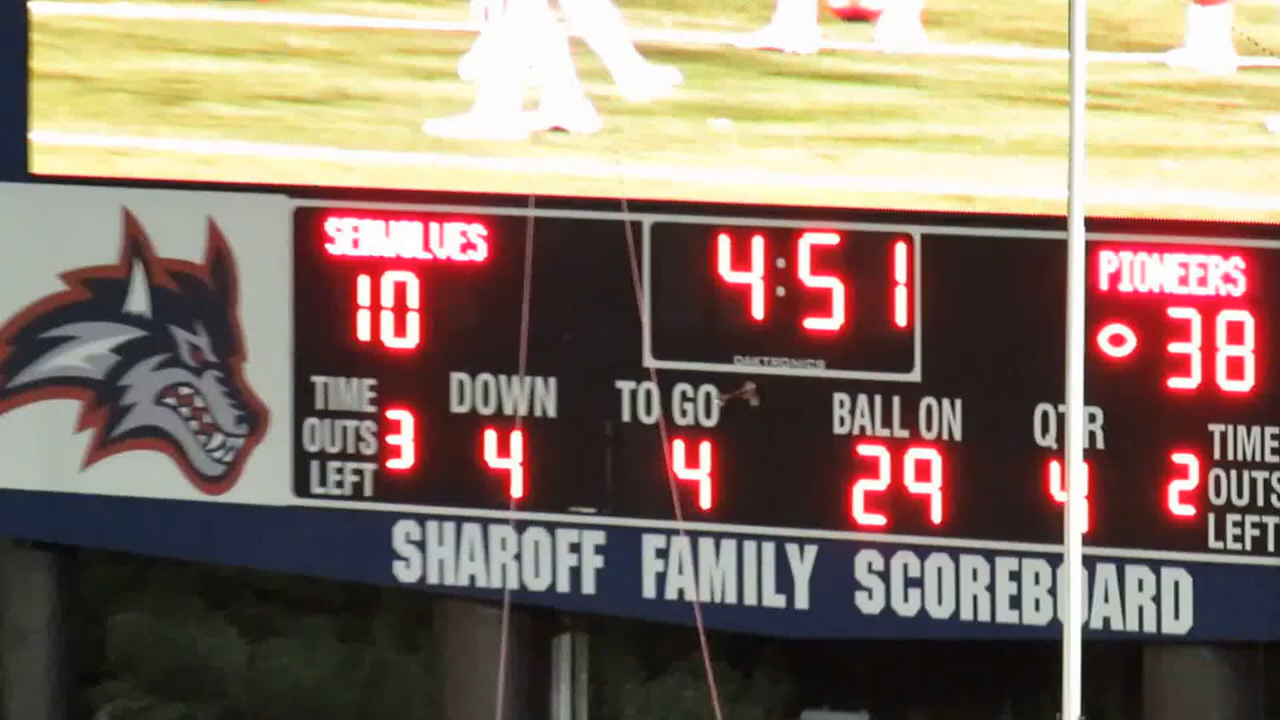 SEAWOLVES 4:51 PIONEERS
10 38
DAKTRONICS
TIME OUTS LEFT 3
DOWN 4
TO GO 4
BALL ON 29
QTR 4
2 TIME OUTS LEFT
SHAROFF FAMILY SCOREBOARD